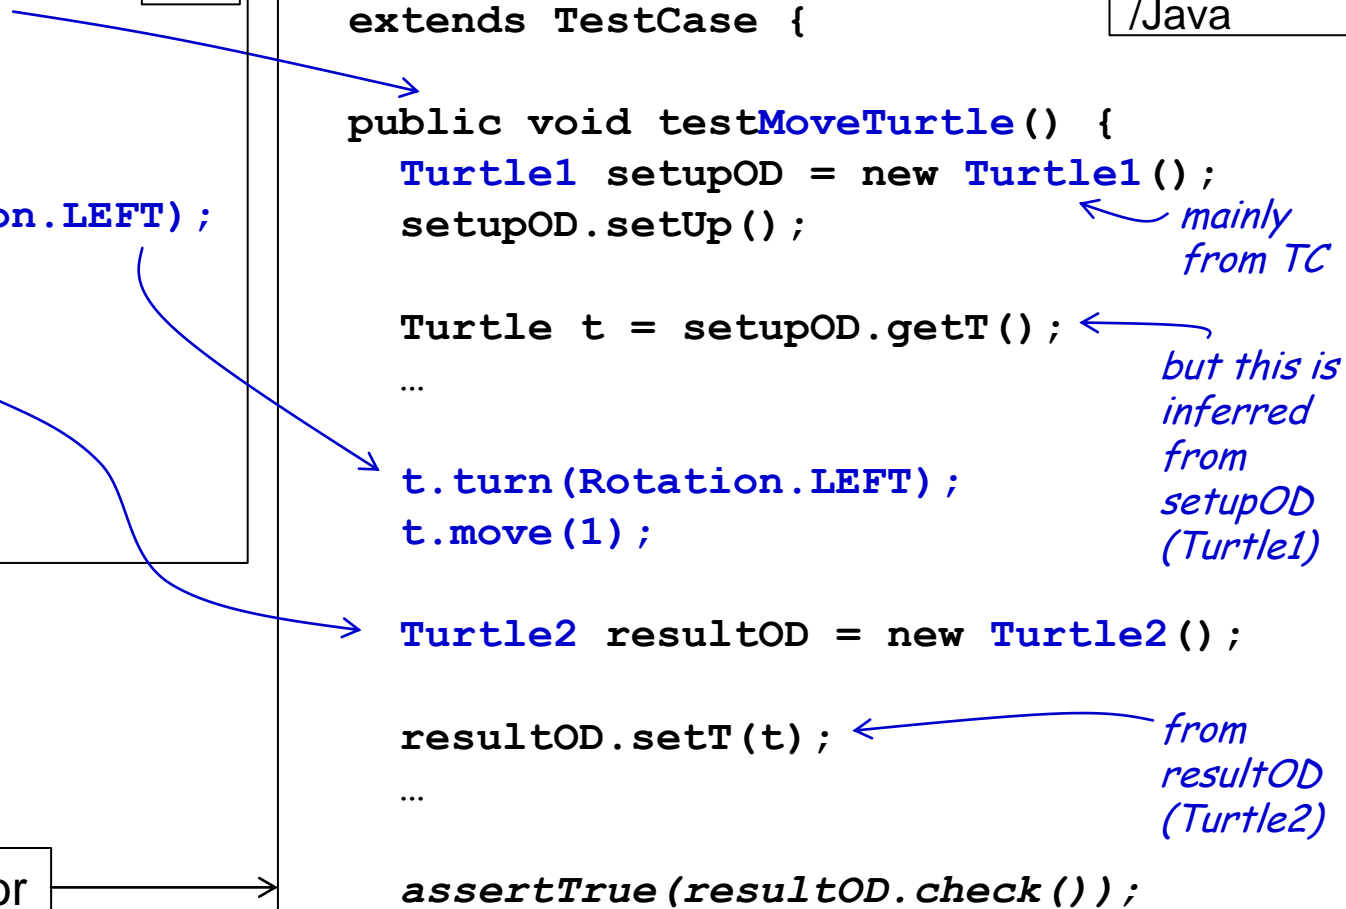 extends TestCase {
/Java
public void testMoveTurtle() {
Turtle1 setupOD = new Turtle1();
on.LEFT);
setupOD.setUp();
mainly
from TC
Turtle t = setupOD.getT();
…
but this is
inferred
from
setupOD
(Turtle1)
t.turn(Rotation.LEFT);
t.move(1);
Turtle2 resultOD = new Turtle2();
resultOD.setT(t);
…
from
resultOD
(Turtle2)
or
assertTrue(resultOD.check());